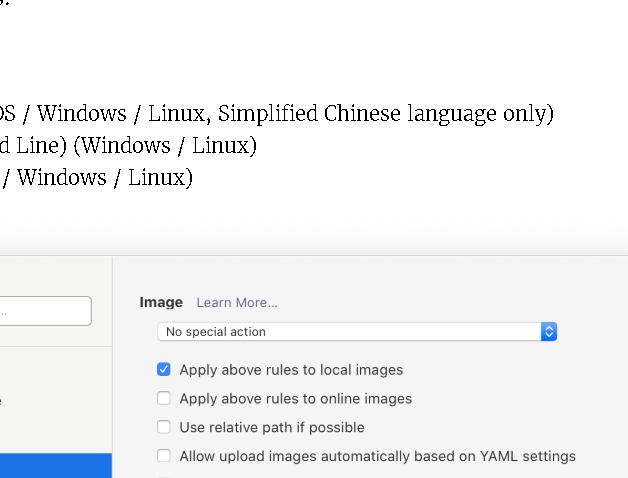 OS / Windows / Linux, Simplified Chinese language only)
d Line) (Windows / Linux)
/ Windows / Linux)
Image Learn More...
No special action
Apply above rules to local images
Apply above rules to online images
Use relative path if possible
Allow upload images automatically based on YAML settings